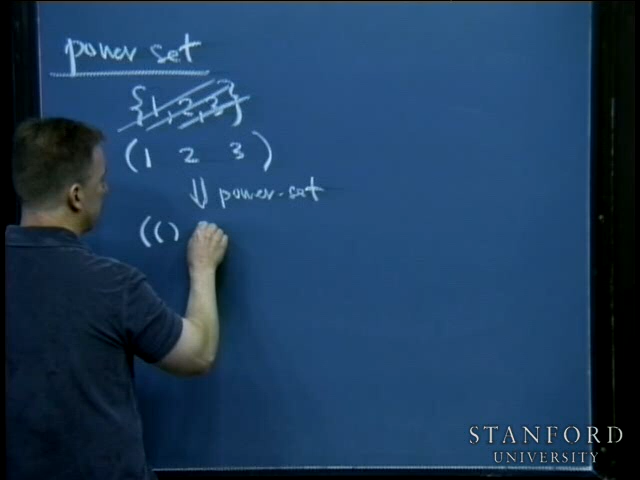 power set
{1, 2, 3}
(1 2 3)
⇓ power-set
(()
STANFORD
UNIVERSITY